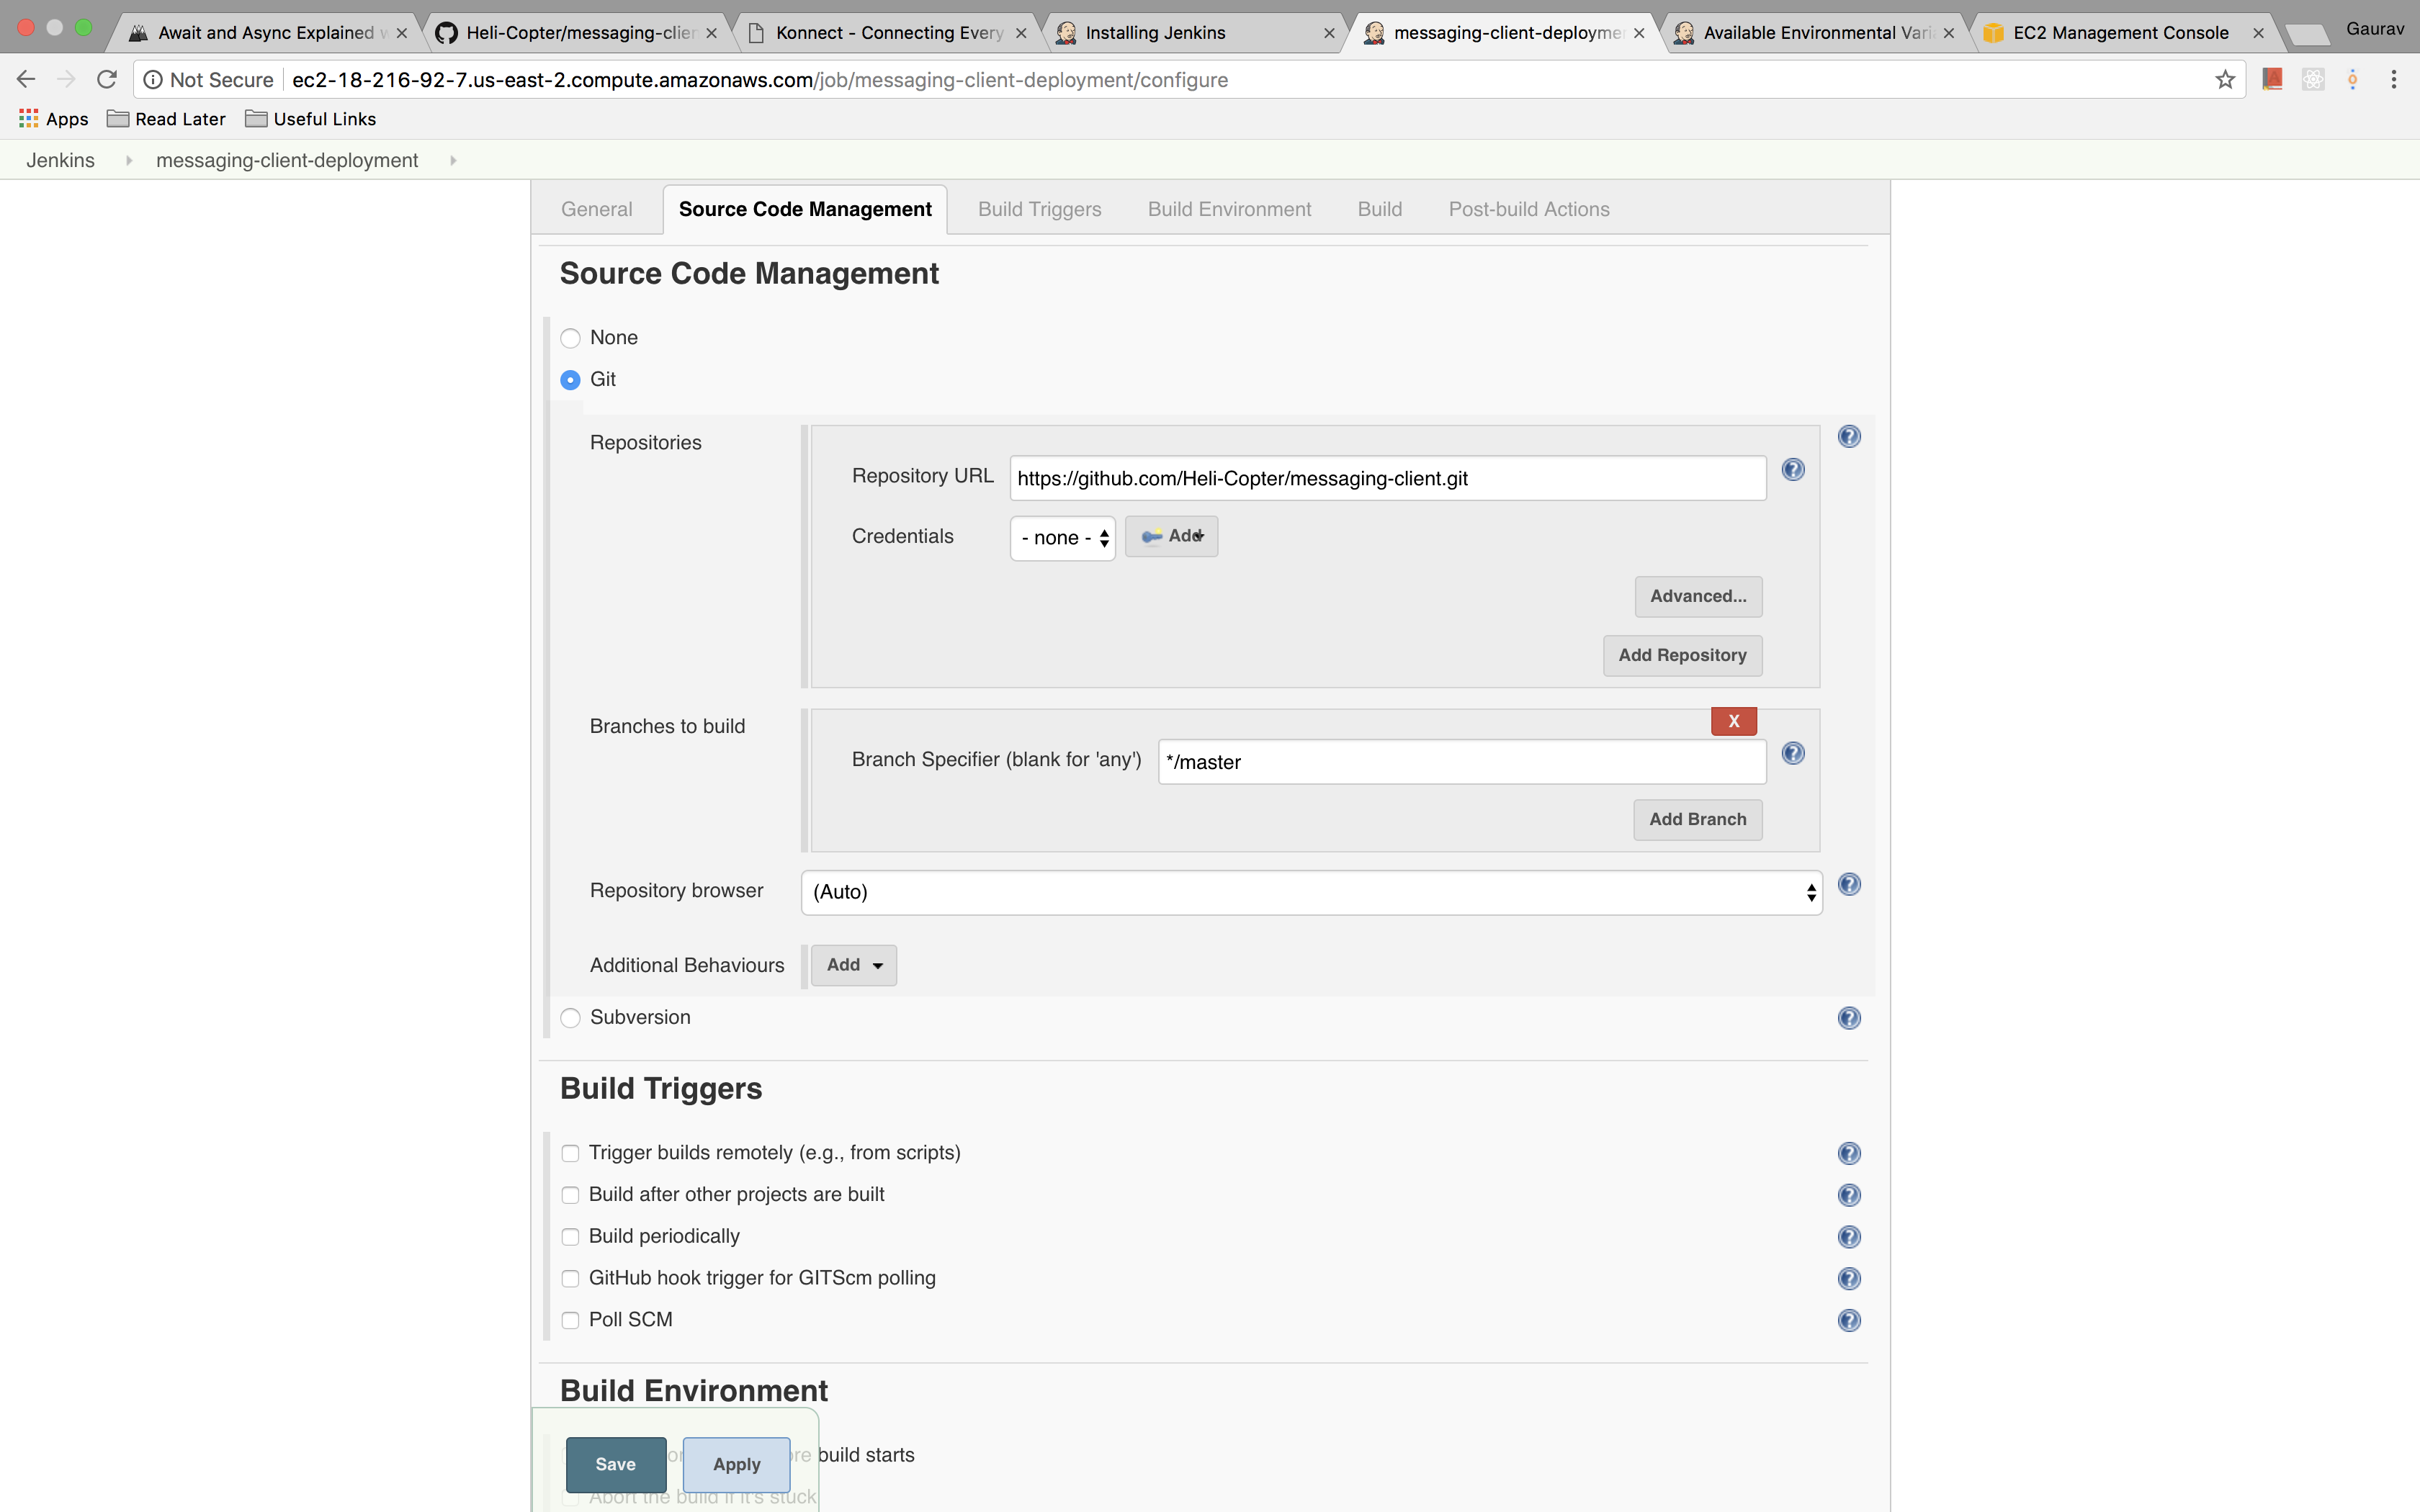 Await and Async Explained w
Heli-Copter/messaging-clien
Konnect - Connecting Every
Installing Jenkins
messaging-client-deploymen
Available Environmental Vari
EC2 Management Console
Gaurav
Not Secure
ec2-18-216-92-7.us-east-2.compute.amazonaws.com/job/messaging-client-deployment/configure
Apps
Read Later
Useful Links
Jenkins
messaging-client-deployment
General
Source Code Management
Build Triggers
Build Environment
Build
Post-build Actions
Source Code Management
None
Git
Repositories
Repository URL
https://github.com/Heli-Copter/messaging-client.git
Credentials
- none -
Add
Advanced...
Add Repository
Branches to build
X
Branch Specifier (blank for 'any')
*/master
Add Branch
Repository browser
(Auto)
Additional Behaviours
Add
Subversion
Build Triggers
Trigger builds remotely (e.g., from scripts)
Build after other projects are built
Build periodically
GitHub hook trigger for GITScm polling
Poll SCM
Build Environment
build starts
Save
Apply
Abort the build if it's stuck